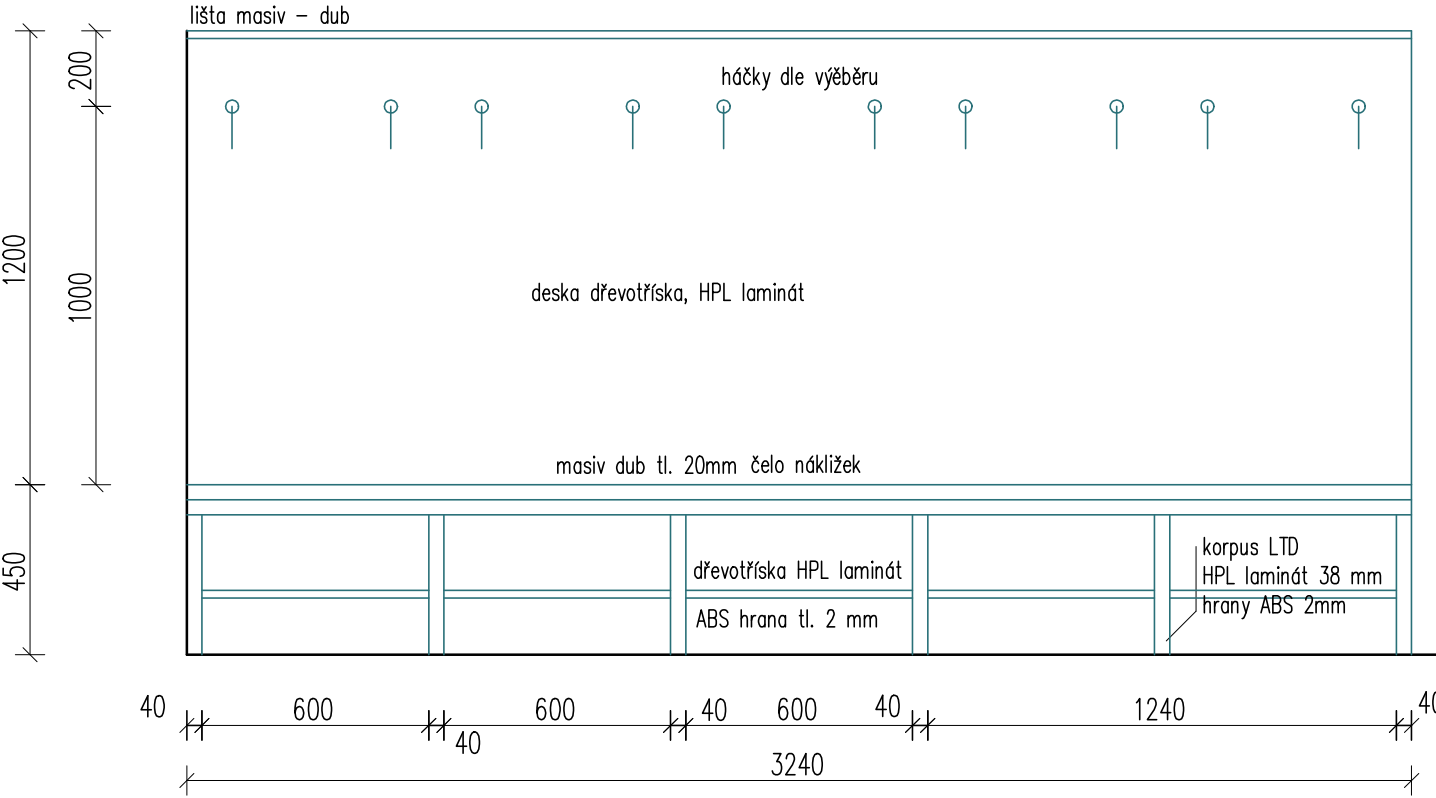 lišta masiv – dub
200
háčky dle výěběru
1200
1000
deska dřevotříska, HPL laminát
masiv dub tl. 20mm čelo nákližek
450
dřevotříska HPL laminát
ABS hrana tl. 2 mm
korpus LTD
HPL laminát 38 mm
hrany ABS 2mm
40 600 40 600 40 600 40 1240 40
3240